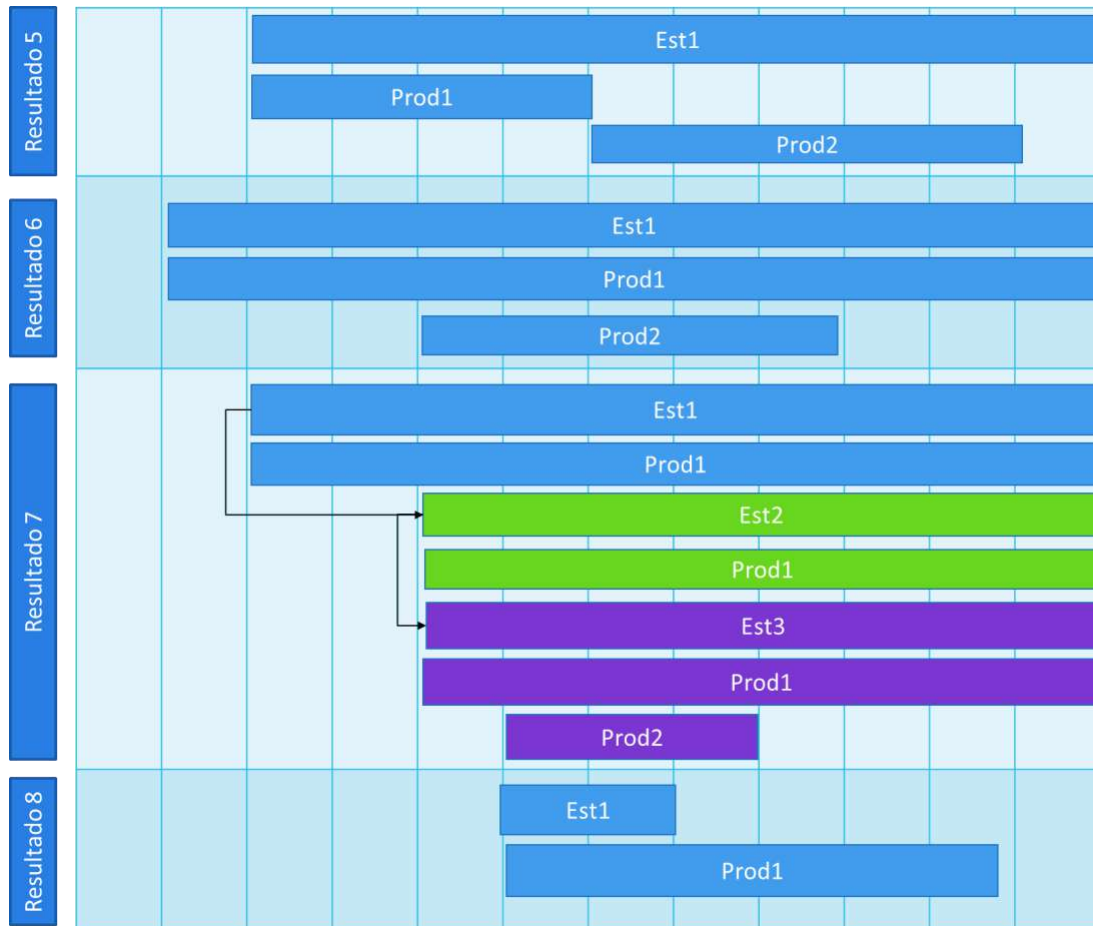 Resultado 5
Est1
Prod1
Prod2
Resultado 6
Est1
Prod1
Prod2
Resultado 7
Est1
Prod1
Est2
Prod1
Est3
Prod1
Prod2
Resultado 8
Est1
Prod1